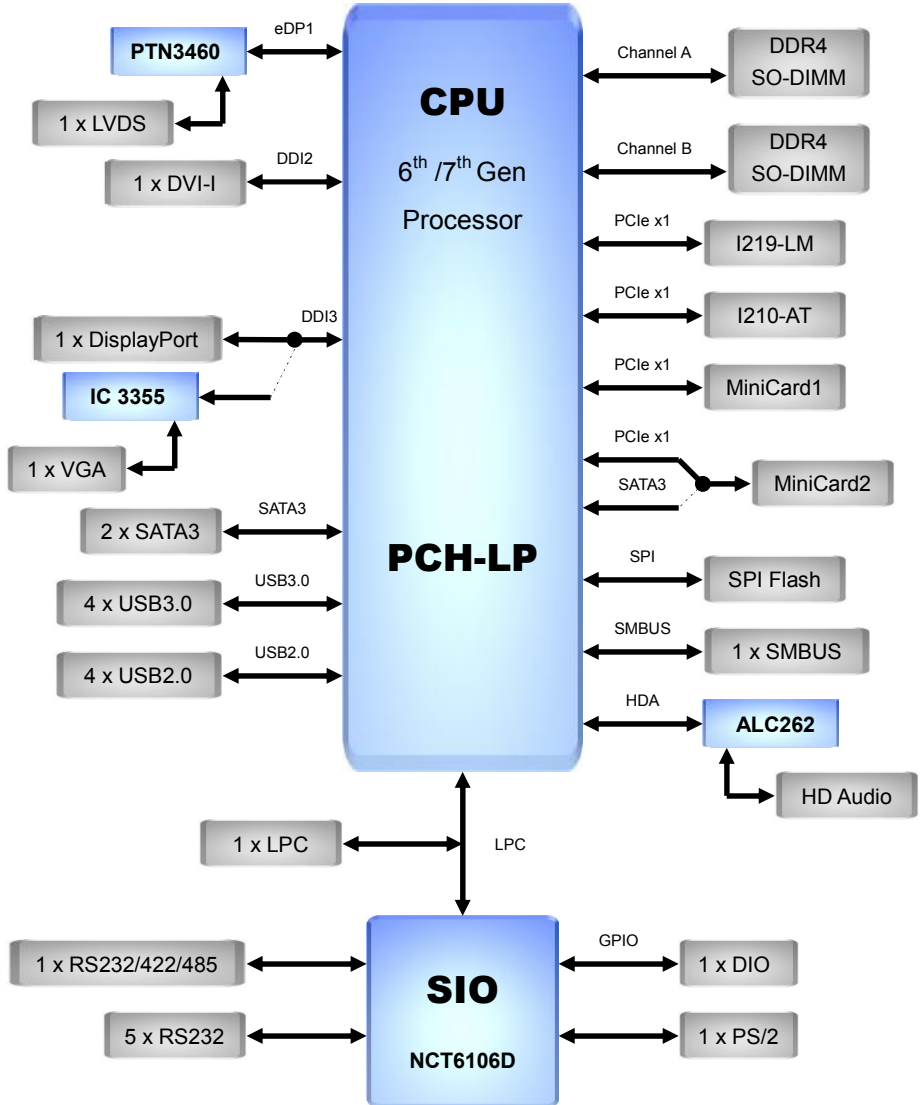 eDP1
PTN3460
1 x LVDS
DDI2
1 x DVI-I
DDI3
1 x DisplayPort
IC 3355
1 x VGA
SATA3
2 x SATA3
USB3.0
4 x USB3.0
USB2.0
4 x USB2.0
CPU
6th /7th Gen
Processor
PCH-LP
Channel A
DDR4
SO-DIMM
Channel B
DDR4
SO-DIMM
PCIe x1
I219-LM
PCIe x1
I210-AT
PCIe x1
MiniCard1
PCIe x1
SATA3
MiniCard2
SPI
SPI Flash
SMBUS
1 x SMBUS
HDA
ALC262
HD Audio
1 x LPC
LPC
1 x RS232/422/485
5 x RS232
SIO
NCT6106D
GPIO
1 x DIO
1 x PS/2